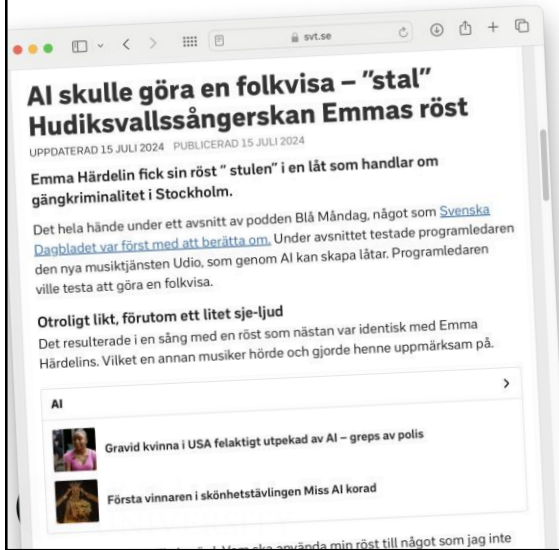 svt.se
AI skulle göra en folkvisa – ”stal”
Hudiksvallssångerskan Emmas röst
UPPDATERAD 15 JULI 2024 PUBLICERAD 15 JULI 2024
Emma Härdelin fick sin röst ” stulen” i en låt som handlar om
gängkriminalitet i Stockholm.
Det hela hände under ett avsnitt av podden Blå Måndag, något som Svenska
Dagbladet var först med att berätta om. Under avsnittet testade programledaren
den nya musiktjänsten Udio, som genom AI kan skapa låtar. Programledaren
ville testa att göra en folkvisa.
Otroligt likt, förutom ett litet sje-ljud
Det resulterade i en sång med en röst som nästan var identisk med Emma
Härdelins. Vilket en annan musiker hörde och gjorde henne uppmärksam på.
AI
Gravid kvinna i USA felaktigt utpekad av AI – greps av polis
Första vinnaren i skönhetstävlingen Miss AI korad
ska använda min röst till något som jag inte